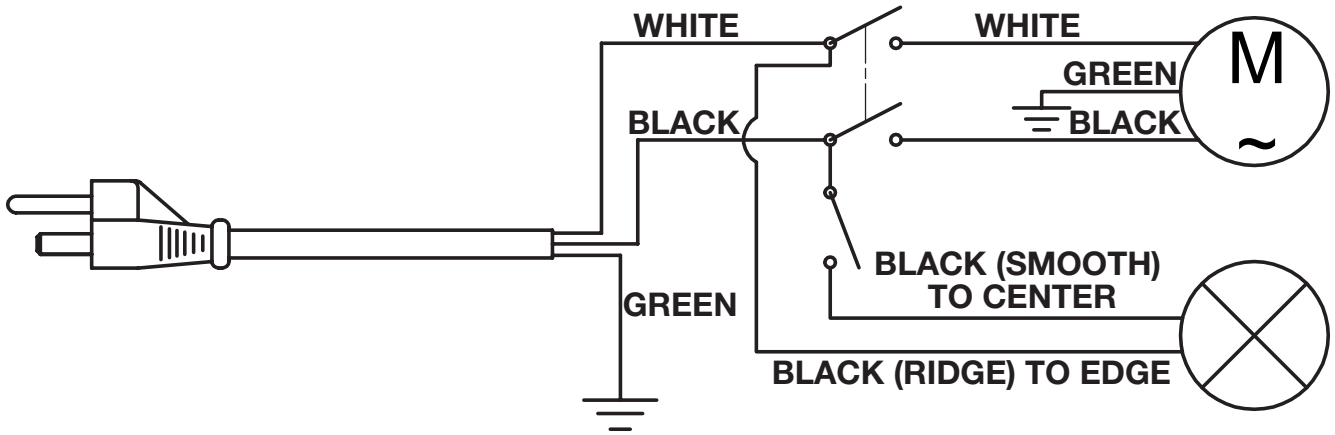 WHITE
WHITE
M
GREEN
BLACK
BLACK
~
BLACK (SMOOTH)
TO CENTER
GREEN
BLACK (RIDGE) TO EDGE